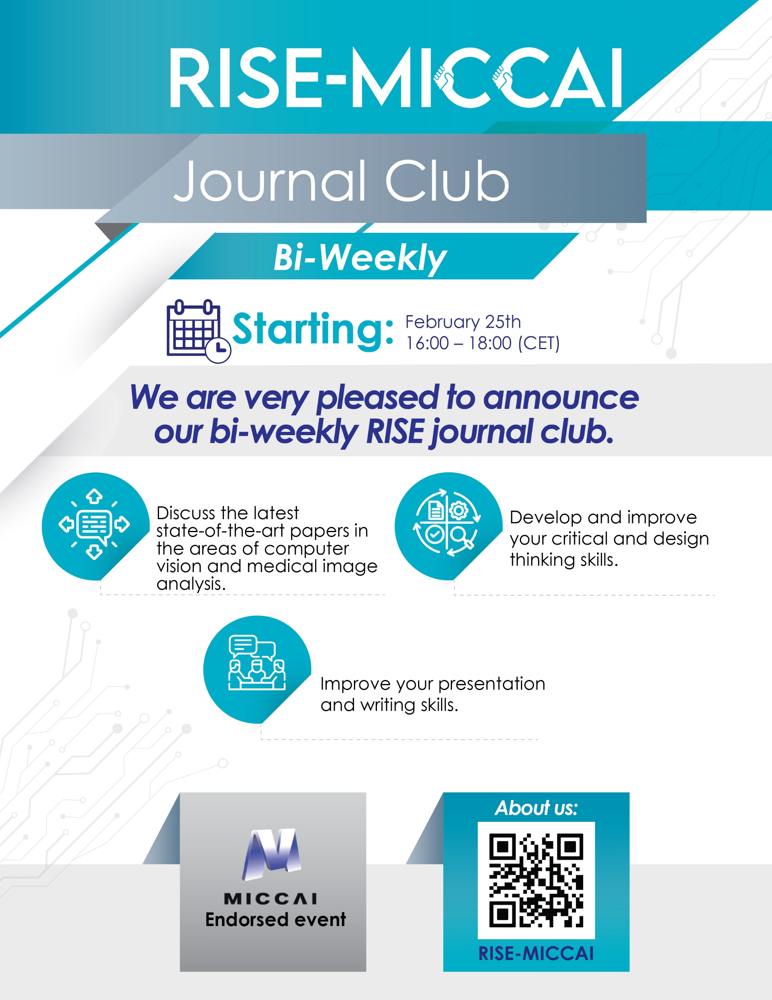 RISE-MICCAI
Journal Club
Bi-Weekly
Starting:
February 25th
16:00 – 18:00 (CET)
We are very pleased to announce
our bi-weekly RISE journal club.
Discuss the latest
state-of-the-art papers in
the areas of computer
vision and medical image
analysis.
Develop and improve
your critical and design
thinking skills.
Improve your presentation
and writing skills.
MICCAI
Endorsed event
About us:
RISE-MICCAI